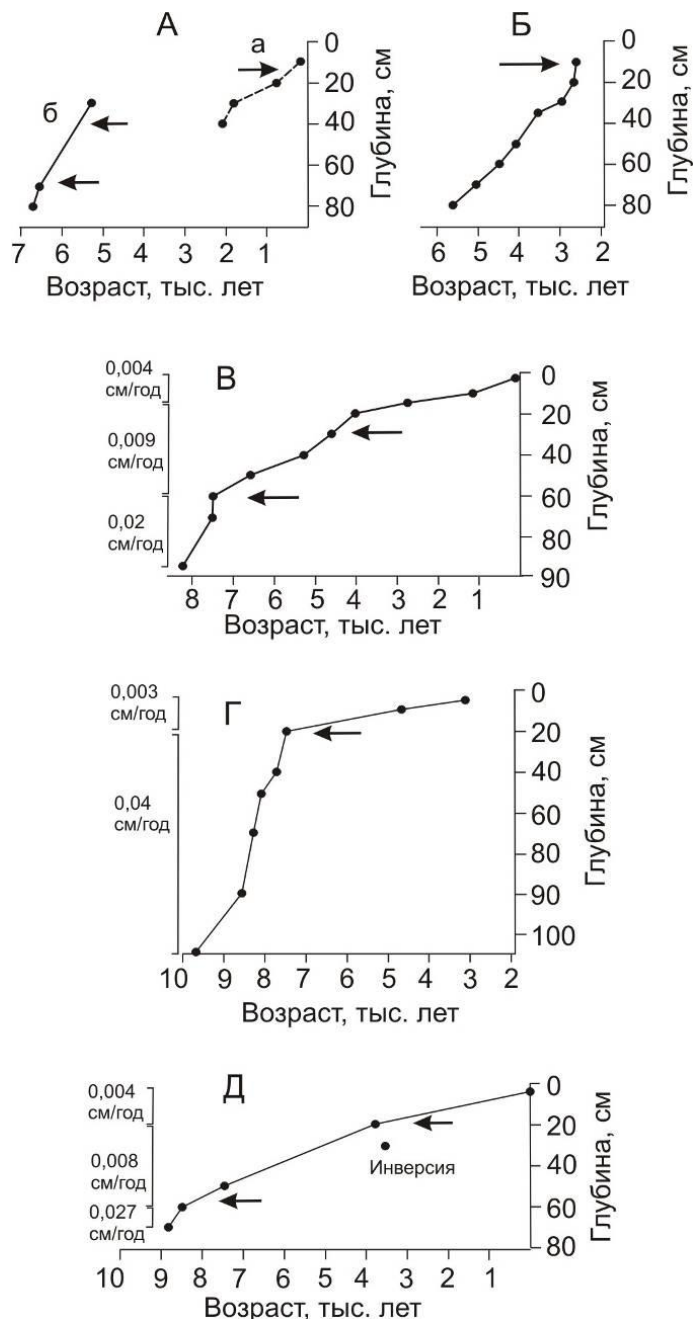 А
а
б
0
20
40
60
80
Глубина, см
7 6 5 4 3 2 1
Возраст, тыс. лет
Б
0
20
40
60
80
Глубина, см
6 5 4 3 2
Возраст, тыс. лет
В
0,004
см/год
0,009
см/год
0,02
см/год
0
20
40
60
80
90
Глубина, см
8 7 6 5 4 3 2 1
Возраст, тыс. лет
Г
0,003
см/год
0,04
см/год
0
20
40
60
80
90
100
Глубина, см
10 9 8 7 6 5 4 3 2
Возраст, тыс. лет
Д
0,004
см/год
0,008
см/год
0,027
см/год
Инверсия
0
20
40
60
80
Глубина, см
10 9 8 7 6 5 4 3 2 1
Возраст, тыс. лет